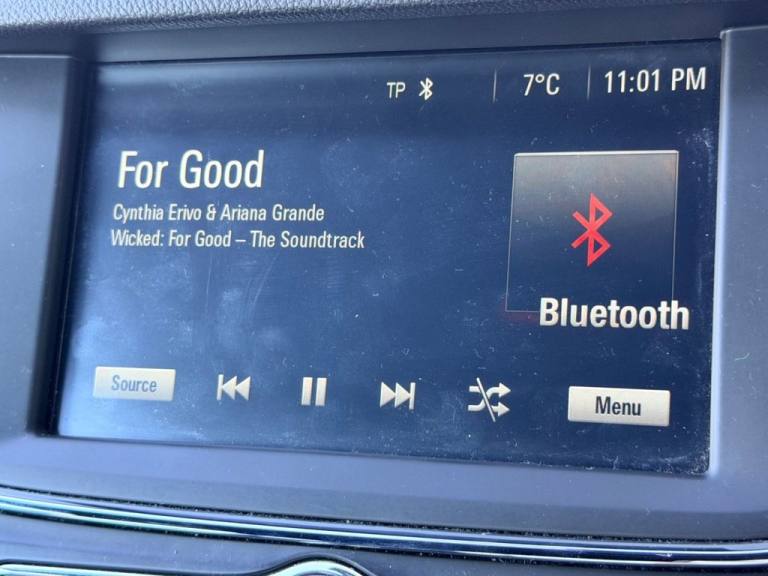 TP 7°C 11:01 PM
For Good
Cynthia Erivo & Ariana Grande
Wicked: For Good – The Soundtrack
Bluetooth
Source
Menu